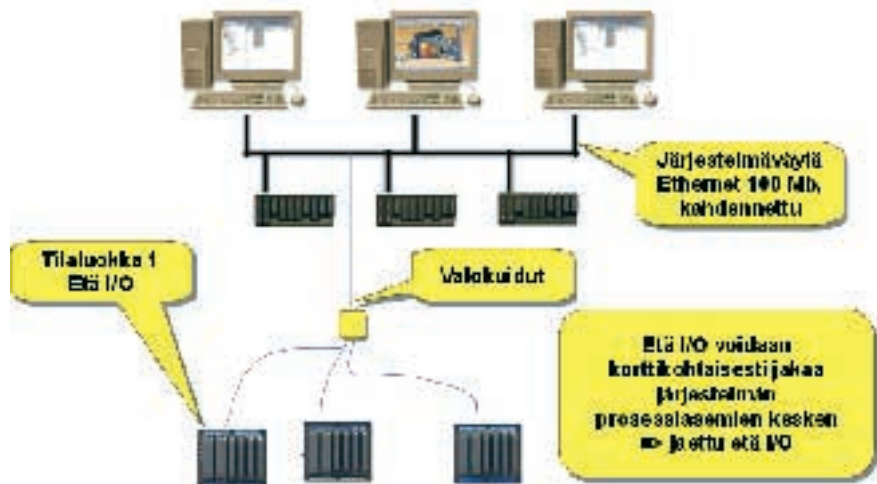 Järjestelmäväylä
Ethernet 100 Mb,
kahdennettu
Tilaluokka 1
Etä I/O
Valokuidut
Etä I/O voidaan
korttikohtaisesti jakaa
järjestelmän
prosessiasemien kesken
=> jaettu etä I/O